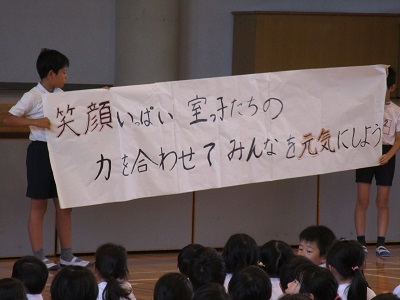 笑顔いっぱい 室っ子たちの
力を合わせて みんなを元気にしよう